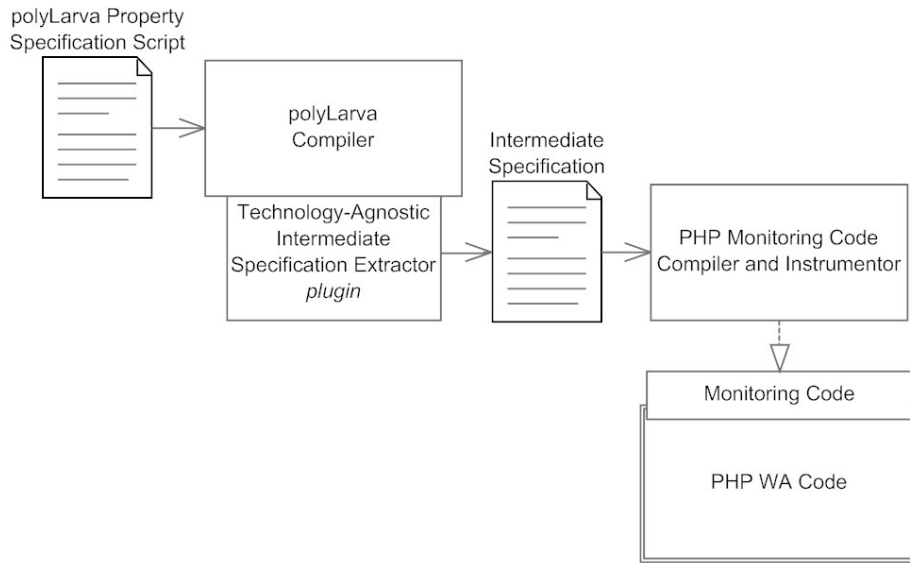 polyLarva Property
Specification Script
polyLarva
Compiler
Technology-Agnostic
Intermediate
Specification Extractor
plugin
Intermediate
Specification
PHP Monitoring Code
Compiler and Instrumentor
Monitoring Code
PHP WA Code